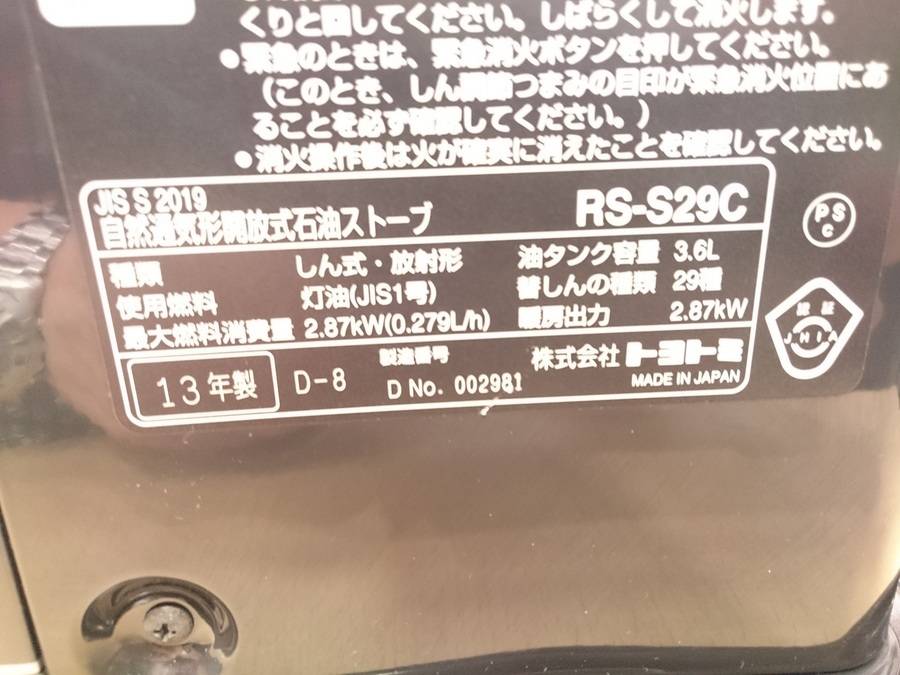 くりと回してください。しばらくして消火します。
●緊急のときは、緊急消火ボタンを押してください。
（このとき、しん調節つまみの目印が緊急消火位置にあ
ることを必ず確認してください。）
●消火操作後は火が確実に消えたことを確認してください。
JIS S 2019
自然通気形開放式石油ストーブ
RS-S29C
種類 しん式・放射形 油タンク容量 3.6L
使用燃料 灯油(JIS1号) 替しんの種類 29種
最大燃料消費量 2.87kW(0.279L/h) 暖房出力 2.87kW
13年製 D-8
製造番号
D No. 002981
株式会社トヨトミ
MADE IN JAPAN
PS
C
認証
JHIA